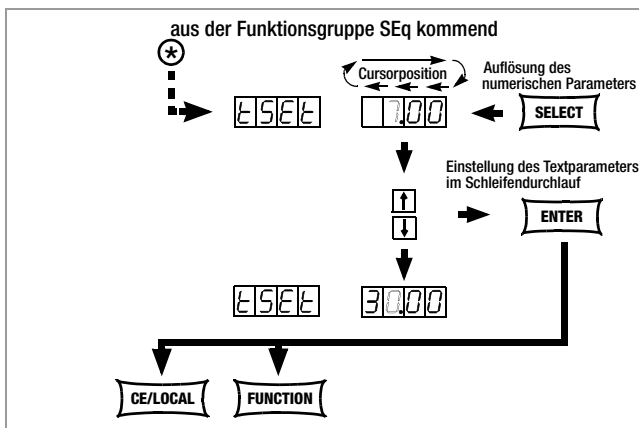 aus der Funktionsgruppe SEq kommend
*
Cursorposition
Auflösung des
numerischen Parameters
tSEt 1.00 SELECT
Einstellung des Textparameters
im Schleifendurchlauf
↑
↓
ENTER
tSEt 30.00
CE/LOCAL FUNCTION